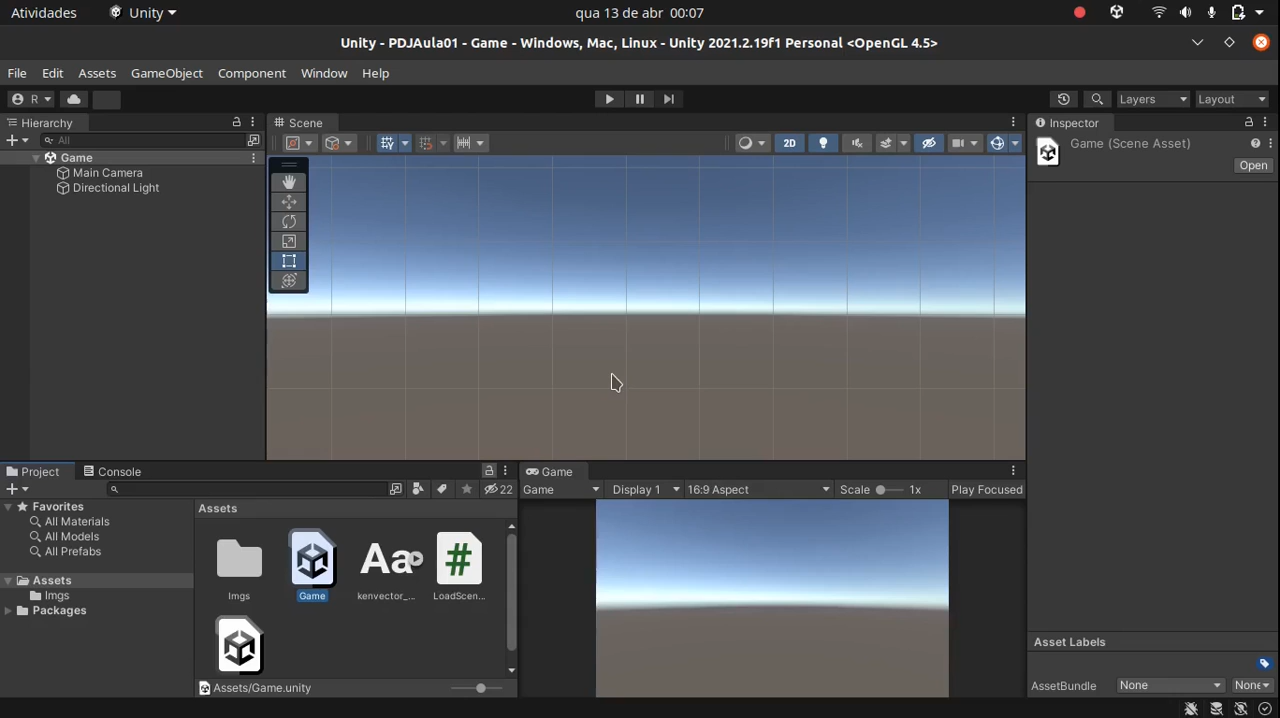 Atividades Unity qua 13 de abr 00:07
Unity - PDJAula01 - Game - Windows, Mac, Linux - Unity 2021.2.19f1 Personal <OpenGL 4.5>
File Edit Assets GameObject Component Window Help
R Layers Layout
Hierarchy
All
Game
Main Camera
Directional Light
Scene
2D
Inspector
Game (Scene Asset)
Open
Project Console
22
Favorites
All Materials
All Models
All Prefabs
Assets
Imgs
Packages
Assets
Imgs
Game
Aa
kenvector_...
#
LoadScen...
Assets/Game.unity
Game
Game Display 1 16:9 Aspect Scale 1x Play Focused
Asset Labels
AssetBundle None None